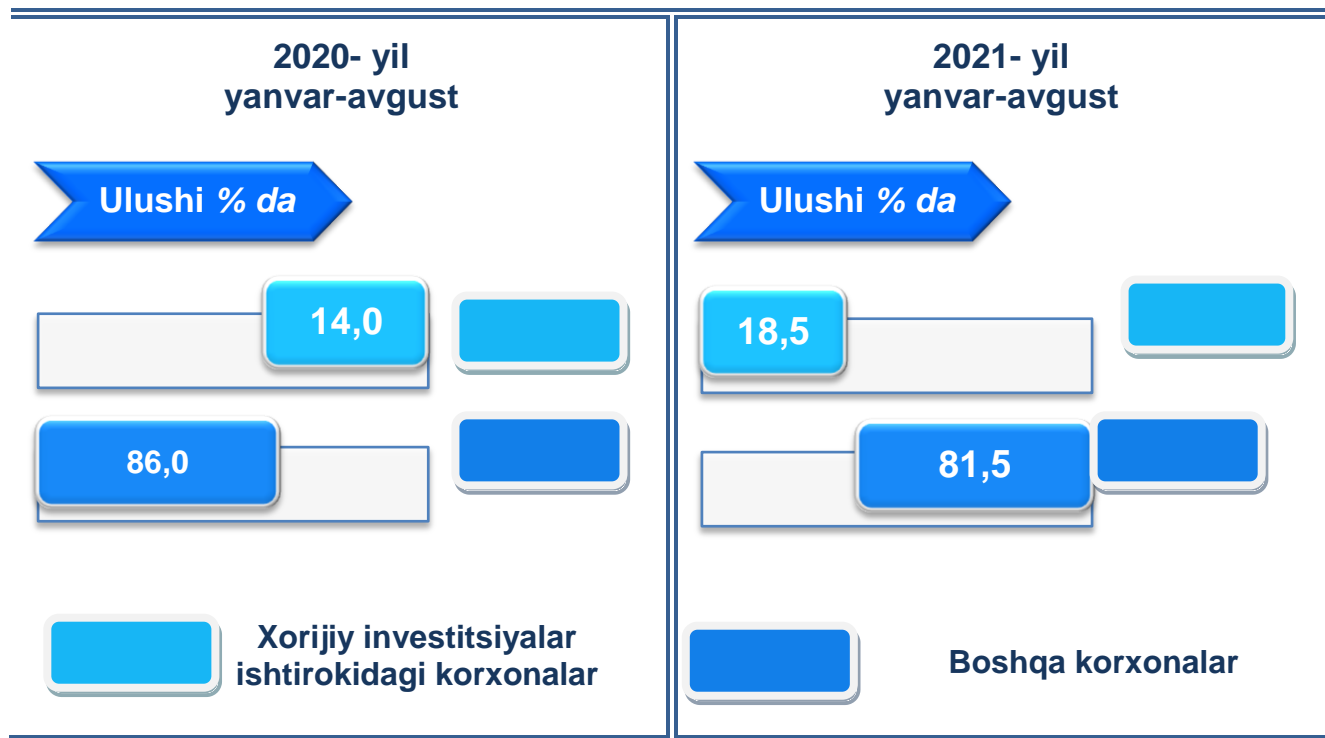 2020- yil
yanvar-avgust
Ulushi % da
14,0
86,0
2021- yil
yanvar-avgust
Ulushi % da
18,5
81,5
Xorijiy investitsiyalar
ishtirokidagi korxonalar
Boshqa korxonalar